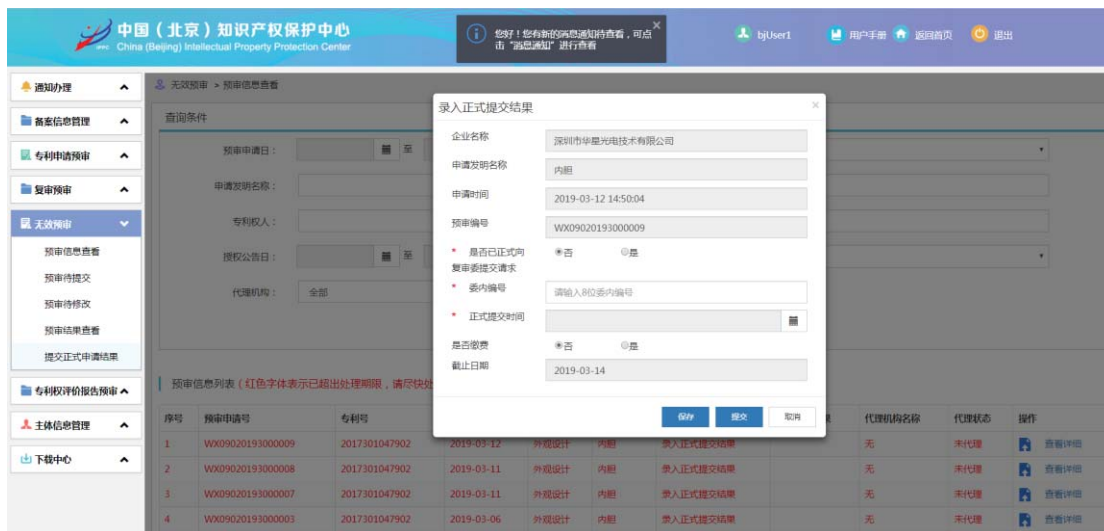 中国（北京）知识产权保护中心
China (Beijing) Intellectual Property Protection Center
您好！您有新的消息通知待查看，可点
击 "消息通知" 进行查看
×
bjUser1
用户手册
返回首页
退出
通知办理
备案信息管理
专利申请预审
复审预审
无效预审
预审信息查看
预审待提交
预审待修改
预审结果查看
提交正式申请结果
专利权评价报告预审
主体信息管理
下载中心
无效预审 > 预审信息查看
查询条件
预审申请日：
至
申请发明名称：
专利权人：
授权公告日：
至
代理机构：
全部
录入正式提交结果
×
企业名称
深圳市华星光电技术有限公司
申请发明名称
内胆
申请时间
2019-03-12 14:50:04
预审编号
WX09020193000009
* 是否已正式向
复审委提交请求
否 是
* 委内编号
请输入8位委内编号
* 正式提交时间
是否缴费
否 是
截止日期
2019-03-14
保存 提交 取消
预审信息列表 ( 红色字体表示已超出处理期限，请尽快处
序号 预审申请号 专利号 代理机构名称 代理状态 操作
1 WX09020193000009 2017301047902 2019-03-12 外观设计 内胆 录入正式提交结果 无 未代理 查看详细
2 WX09020193000008 2017301047902 2019-03-11 外观设计 内胆 录入正式提交结果 无 未代理 查看详细
3 WX09020193000007 2017301047902 2019-03-11 外观设计 内胆 录入正式提交结果 无 未代理 查看详细
4 WX09020193000003 2017301047902 2019-03-06 外观设计 内胆 录入正式提交结果 无 未代理 查看详细